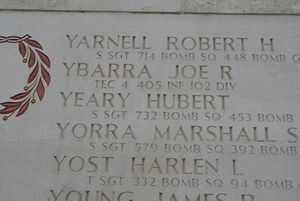 YARNELL ROBERT H
S SGT 714 BOMB SQ 448 BOMB G
YBARRA JOE R
TEC 4 405 INF 102 DIV
YEARY HUBERT
S SGT 732 BOMB SQ 453 BOMB
YORRA MARSHALL S
S SGT 579 BOMB SQ 392 BOMB
YOST HARLEN L
T SGT 332 BOMB SQ 94 BOMB
YOUNG JAMES B